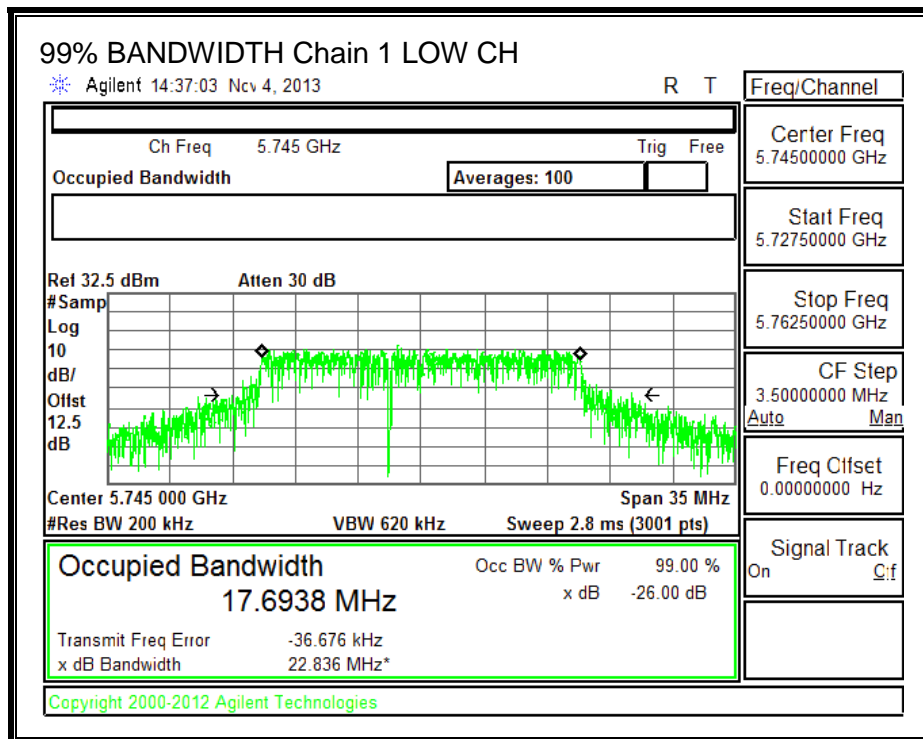 99% BANDWIDTH Chain 1 LOW CH
Agilent 14:37:03 Nov 4, 2013 R T
Freq/Channel
Ch Freq 5.745 GHz Trig Free
Occupied Bandwidth Averages: 100
Center Freq
5.74500000 GHz
Start Freq
5.72750000 GHz
Stop Freq
5.76250000 GHz
CF Step
3.50000000 MHz
Auto Man
Freq Offset
0.00000000 Hz
Signal Track
On Off
Ref 32.5 dBm Atten 30 dB
#Samp
Log
10
dB/
Offst
12.5
dB
Center 5.745 000 GHz Span 35 MHz
#Res BW 200 kHz VBW 620 kHz Sweep 2.8 ms (3001 pts)
Occupied Bandwidth
17.6938 MHz
Occ BW % Pwr 99.00 %
x dB -26.00 dB
Transmit Freq Error -36.676 kHz
x dB Bandwidth 22.836 MHz*
Copyright 2000-2012 Agilent Technologies